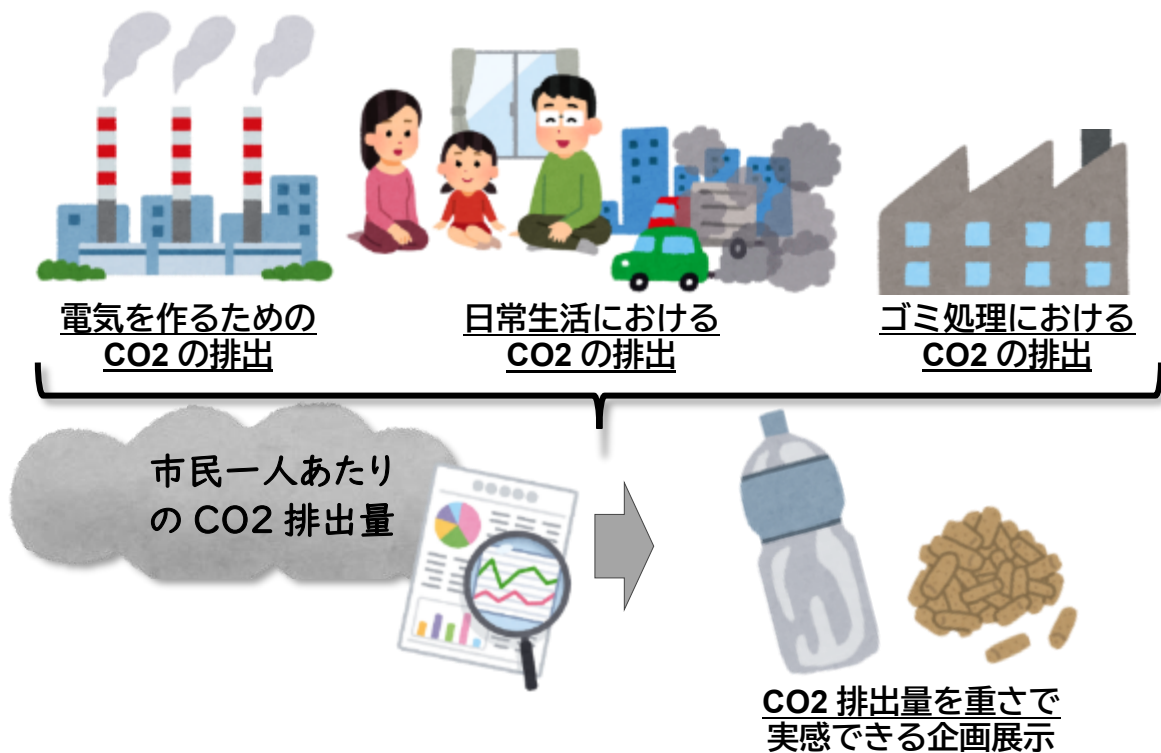 電気を作るための
CO2 の排出
日常生活における
CO2 の排出
ゴミ処理における
CO2 の排出
市民一人あたり
の CO2 排出量
CO2 排出量を重さで
実感できる企画展示